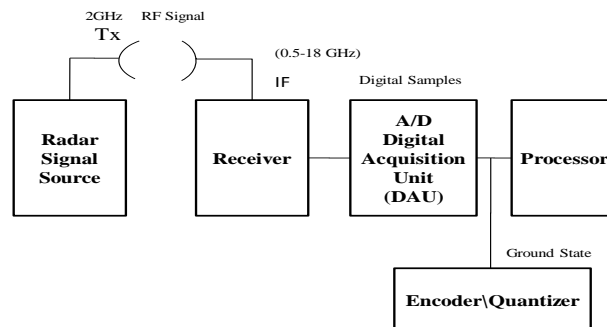 2GHz RF Signal
Tx
(0.5-18 GHz)
IF
Digital Samples
Radar
Signal
Source
Receiver
A/D
Digital
Acquisition
Unit
(DAU)
Processor
Ground State
Encoder\Quantizer